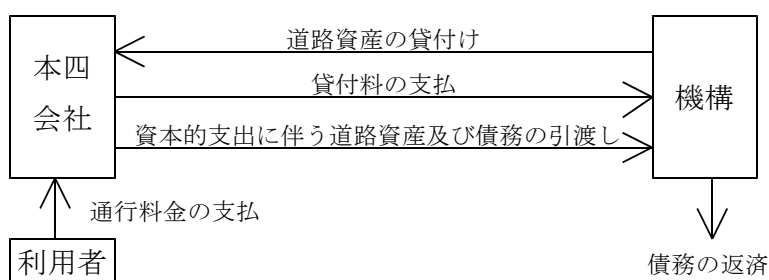 道路資産の貸付け
本四
会社
貸付料の支払
機構
資本的支出に伴う道路資産及び債務の引渡し
通行料金の支払
利用者
債務の返済